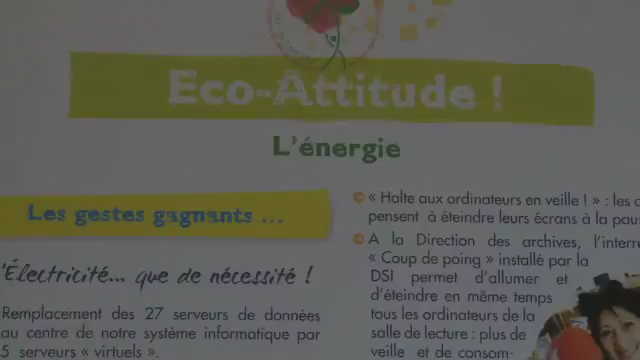 Eco-Attitude !
L'énergie
Les gestes gagnants ...
'Électricité... que de nécessité !
Remplacement des 27 serveurs de données
au centre de notre système informatique par
5 serveurs « virtuels ».
« Halte aux ordinateurs en veille ! » : les
pensent à éteindre leurs écrans à la
A la Direction des archives,
« Coup de poing » installé par la
DSI permet d'allumer et
d'éteindre en même temps
tous les ordinateurs de la
salle de lecture : plus de
veille et de